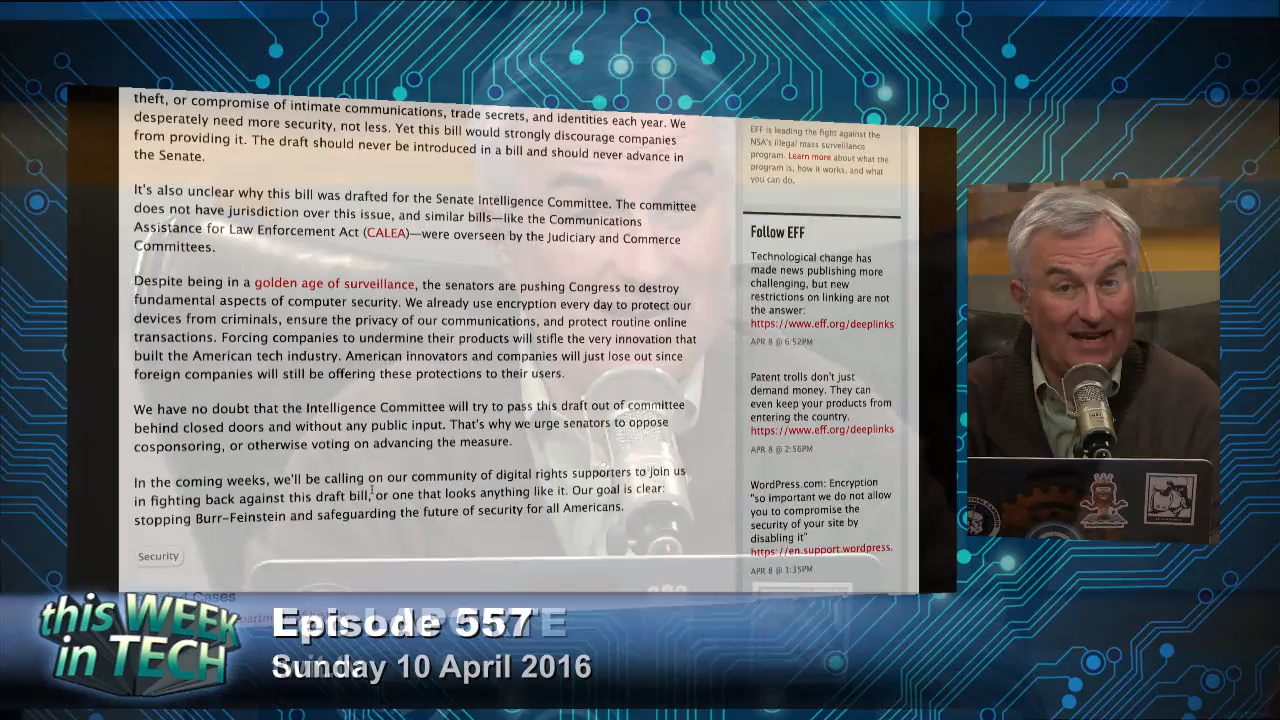 theft, or compromise of intimate communications, trade secrets, and identities each year. We
desperately need more security, not less. Yet this bill would strongly discourage companies
from providing it. The draft should never be introduced in a bill and should never advance in
the Senate.
It's also unclear why this bill was drafted for the Senate Intelligence Committee. The committee
does not have jurisdiction over this issue, and similar bills—like the Communications
Assistance for Law Enforcement Act (CALEA)—were overseen by the Judiciary and Commerce
Committees.
Despite being in a golden age of surveillance, the senators are pushing Congress to destroy
fundamental aspects of computer security. We already use encryption every day to protect our
devices from criminals, ensure the privacy of our communications, and protect routine online
transactions. Forcing companies to undermine their products will stifle the very innovation that
built the American tech industry. American innovators and companies will just lose out since
foreign companies will still be offering these protections to their users.
We have no doubt that the Intelligence Committee will try to pass this draft out of committee
behind closed doors and without any public input. That's why we urge senators to oppose
cosponsoring, or otherwise voting on advancing the measure.
In the coming weeks, we'll be calling on our community of digital rights supporters to join us
in fighting back against this draft bill, or one that looks anything like it. Our goal is clear:
stopping Burr-Feinstein and safeguarding the future of security for all Americans.
Security
Cases
EFF is leading the fight against the
NSA's illegal mass surveillance
program. Learn more about what the
program is, how it works, and what
you can do.
Follow EFF
Technological change has
made news publishing more
challenging, but new
restrictions on linking are not
the answer:
https://www.eff.org/deeplinks
APR 8 @ 6:52PM
Patent trolls don't just
demand money. They can
even keep your products from
entering the country.
https://www.eff.org/deeplinks
APR 8 @ 2:56PM
WordPress.com: Encryption
"so important we do not allow
you to compromise the
security of your site by
disabling it"
https://en.support.wordpress.
APR 8 @ 1:35PM
this WEEK
in TECH
Episode 557
Sunday 10 April 2016